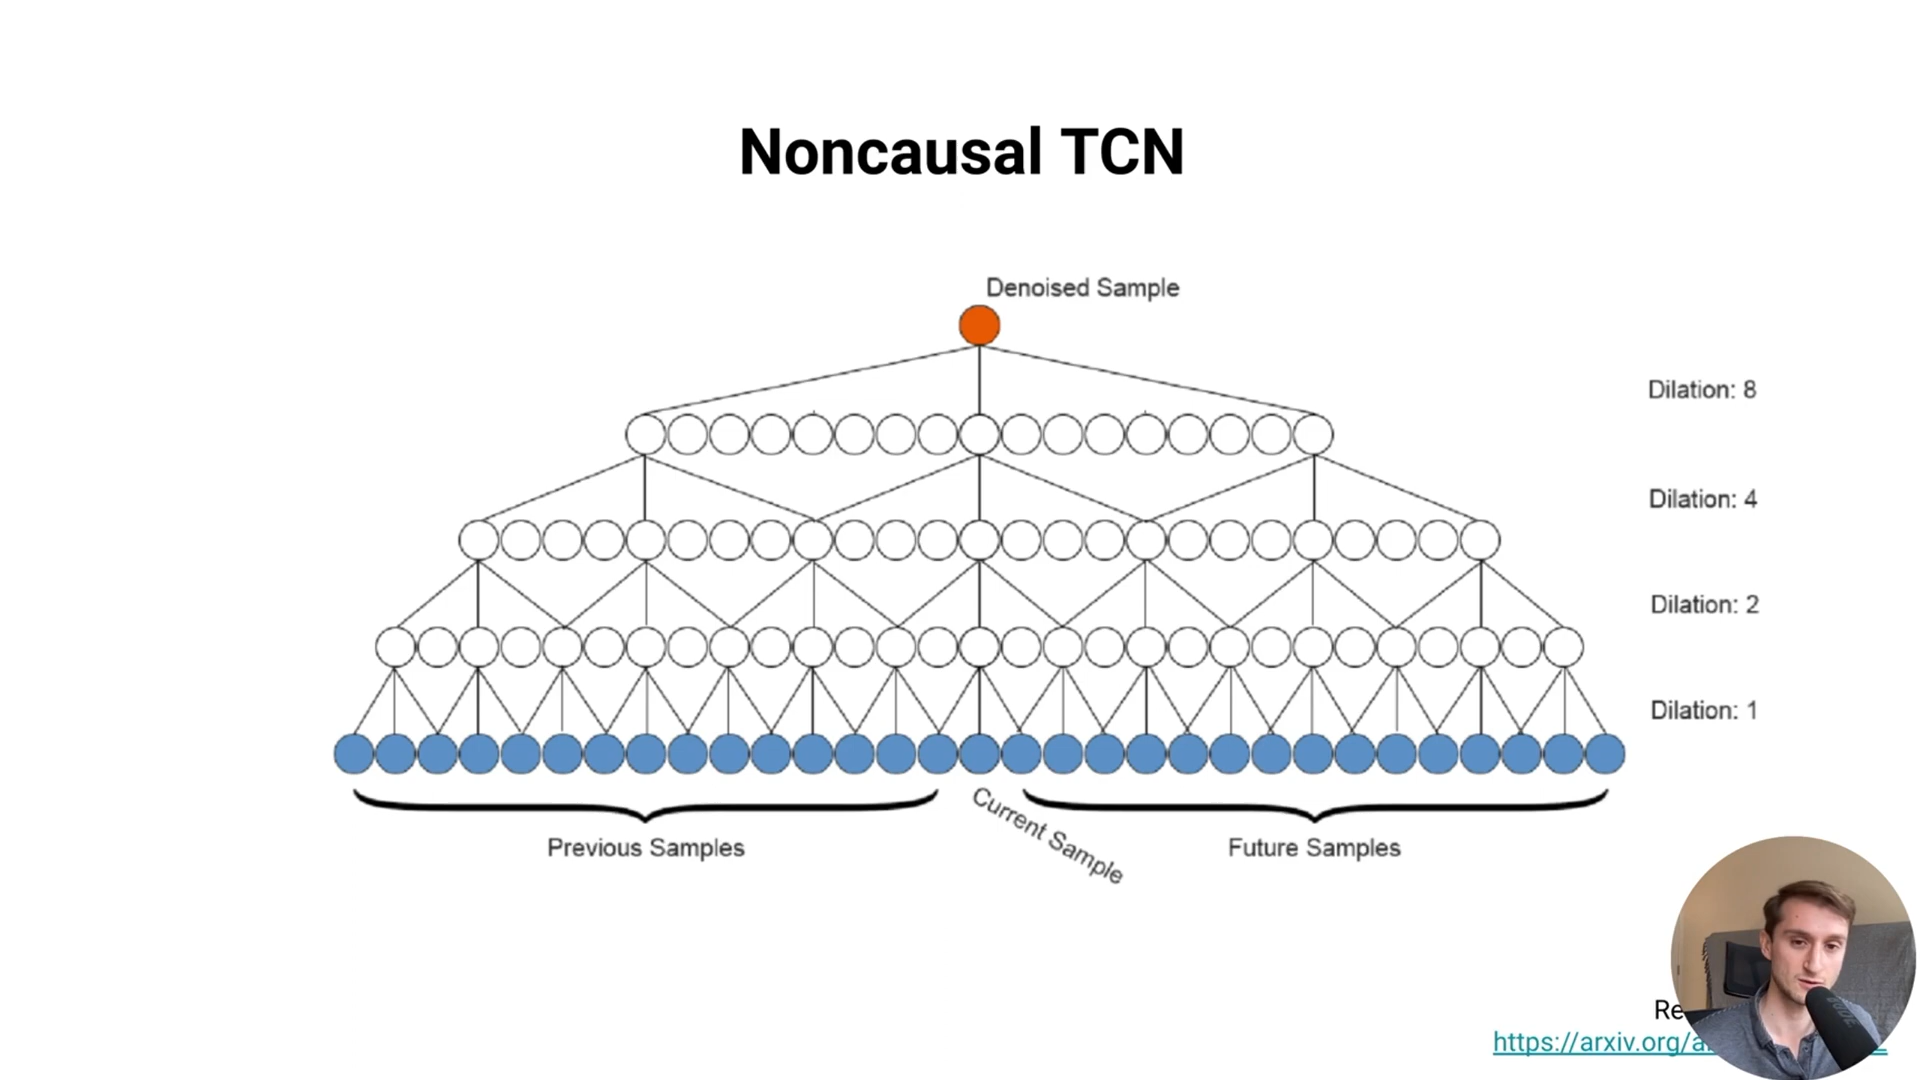 Noncausal TCN
Denoised Sample
Dilation: 8
Dilation: 4
Dilation: 2
Dilation: 1
Current Sample
Previous Samples
Future Samples
https://arxiv.org/